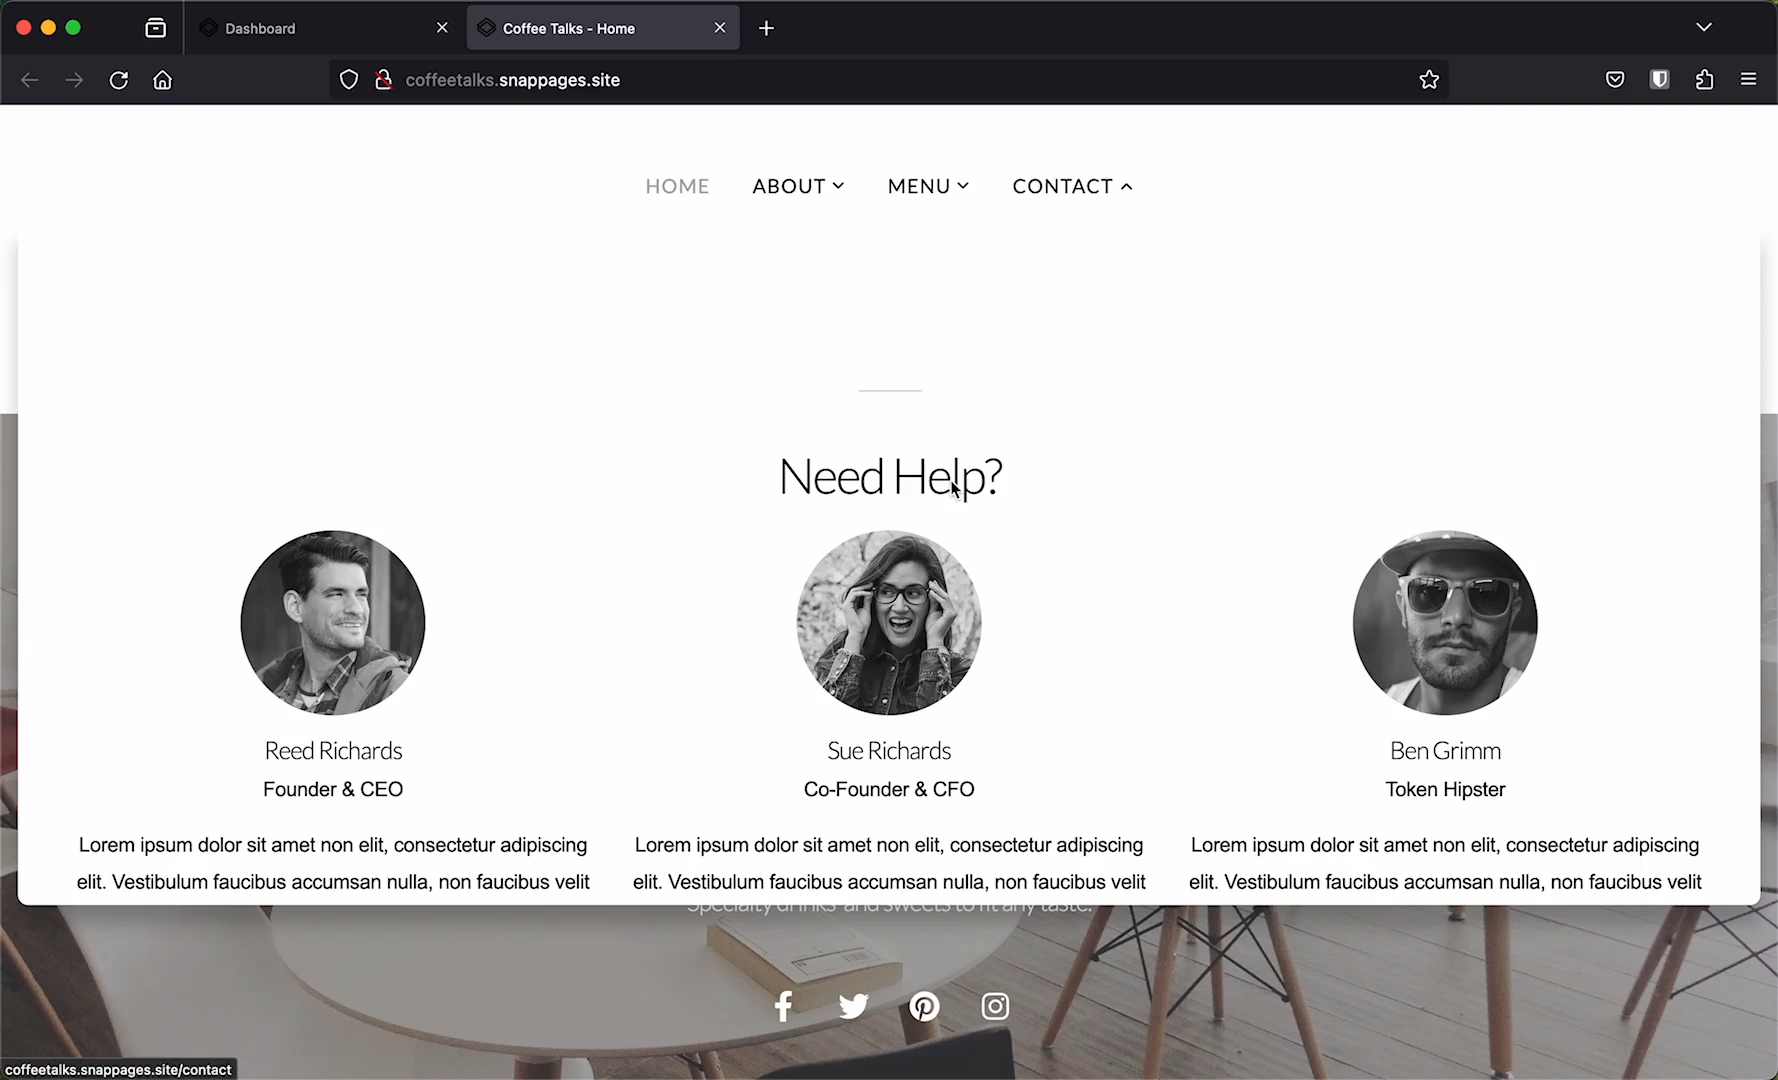 Dashboard
Coffee Talks - Home
coffeetalks.snappages.site
HOME ABOUT MENU CONTACT
Need Help?
Reed Richards
Founder & CEO
Lorem ipsum dolor sit amet non elit, consectetur adipiscing
elit. Vestibulum faucibus accumsan nulla, non faucibus velit
Sue Richards
Co-Founder & CFO
Lorem ipsum dolor sit amet non elit, consectetur adipiscing
elit. Vestibulum faucibus accumsan nulla, non faucibus velit
Ben Grimm
Token Hipster
Lorem ipsum dolor sit amet non elit, consectetur adipiscing
elit. Vestibulum faucibus accumsan nulla, non faucibus velit
Specialty drinks and sweets to fit any taste.
coffeetalks.snappages.site/contact